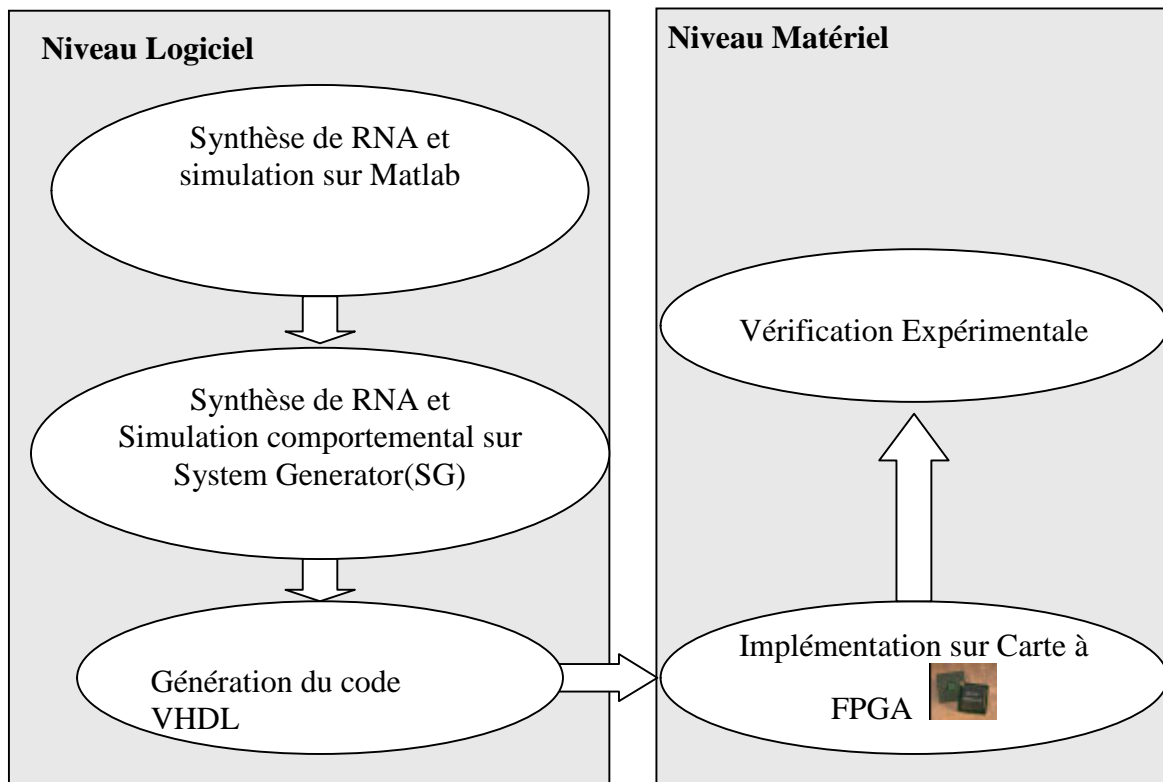 Niveau Logiciel
Synthèse de RNA et
simulation sur Matlab
Synthèse de RNA et
Simulation comportemental sur
System Generator(SG)
Génération du code
VHDL
Niveau Matériel
Vérification Expérimentale
Implémentation sur Carte à
FPGA